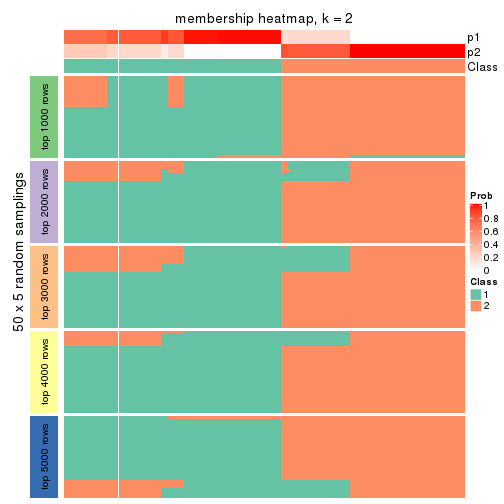 membership heatmap, k = 2
p1
p2
Class
50 x 5 random samplings
top 1000 rows
top 2000 rows
top 3000 rows
top 4000 rows
top 5000 rows
Prob
1
0.8
0.6
0.4
0.2
0
Class
1
2